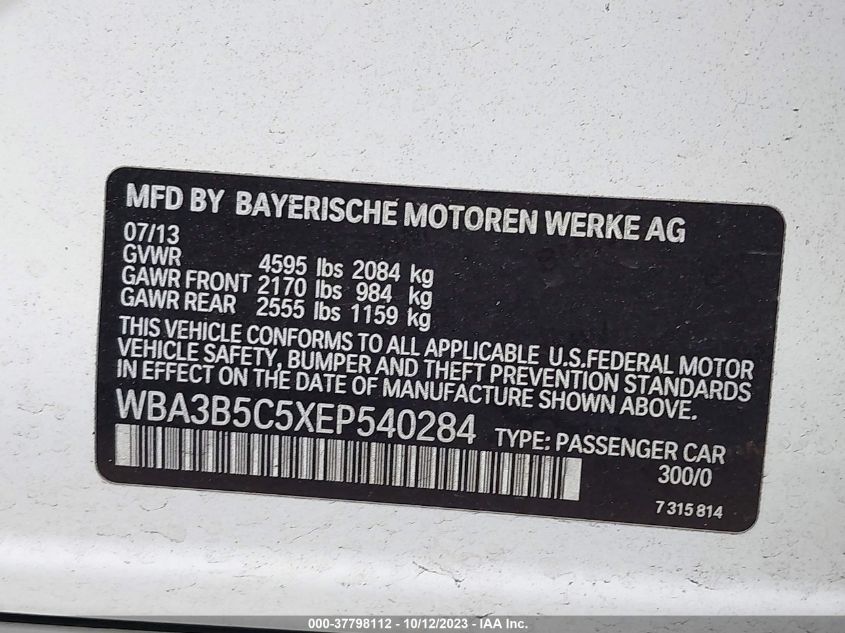 MFD BY BAYERISCHE MOTOREN WERKE AG
07/13
GVWR 4595 lbs 2084 kg
GAWR FRONT 2170 lbs 984 kg
GAWR REAR 2555 lbs 1159 kg
THIS VEHICLE CONFORMS TO ALL APPLICABLE U.S.FEDERAL MOTOR
VEHICLE SAFETY, BUMPER AND THEFT PREVENTION STANDARDS
IN EFFECT ON THE DATE OF MANUFACTURE SHOWN ABOVE.
WBA3B5C5XEP540284 TYPE: PASSENGER CAR
300/0
7 315 814
000-37798112 - 10/12/2023 - IAA Inc.